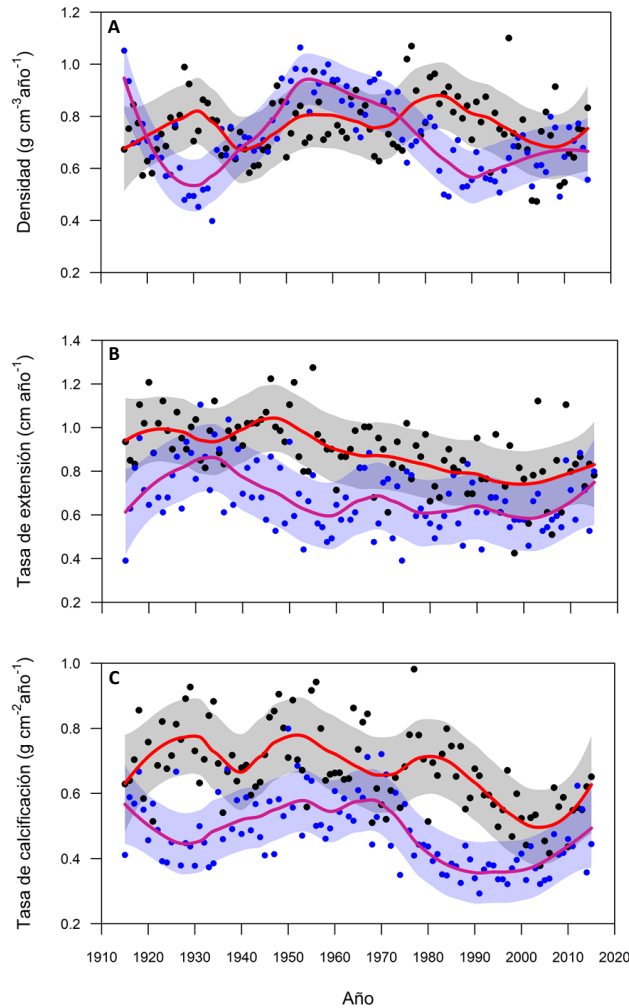 A
Densidad (g cm-3año-1)
1.2
1.0
0.8
0.6
0.4
0.2
B
Tasa de extensión (cm año-1)
1.4
1.2
1.0
0.8
0.6
0.4
0.2
C
Tasa de calcificación (g cm-2año-1)
1.0
0.8
0.6
0.4
0.2
1910 1920 1930 1940 1950 1960 1970 1980 1990 2000 2010 2020
Año